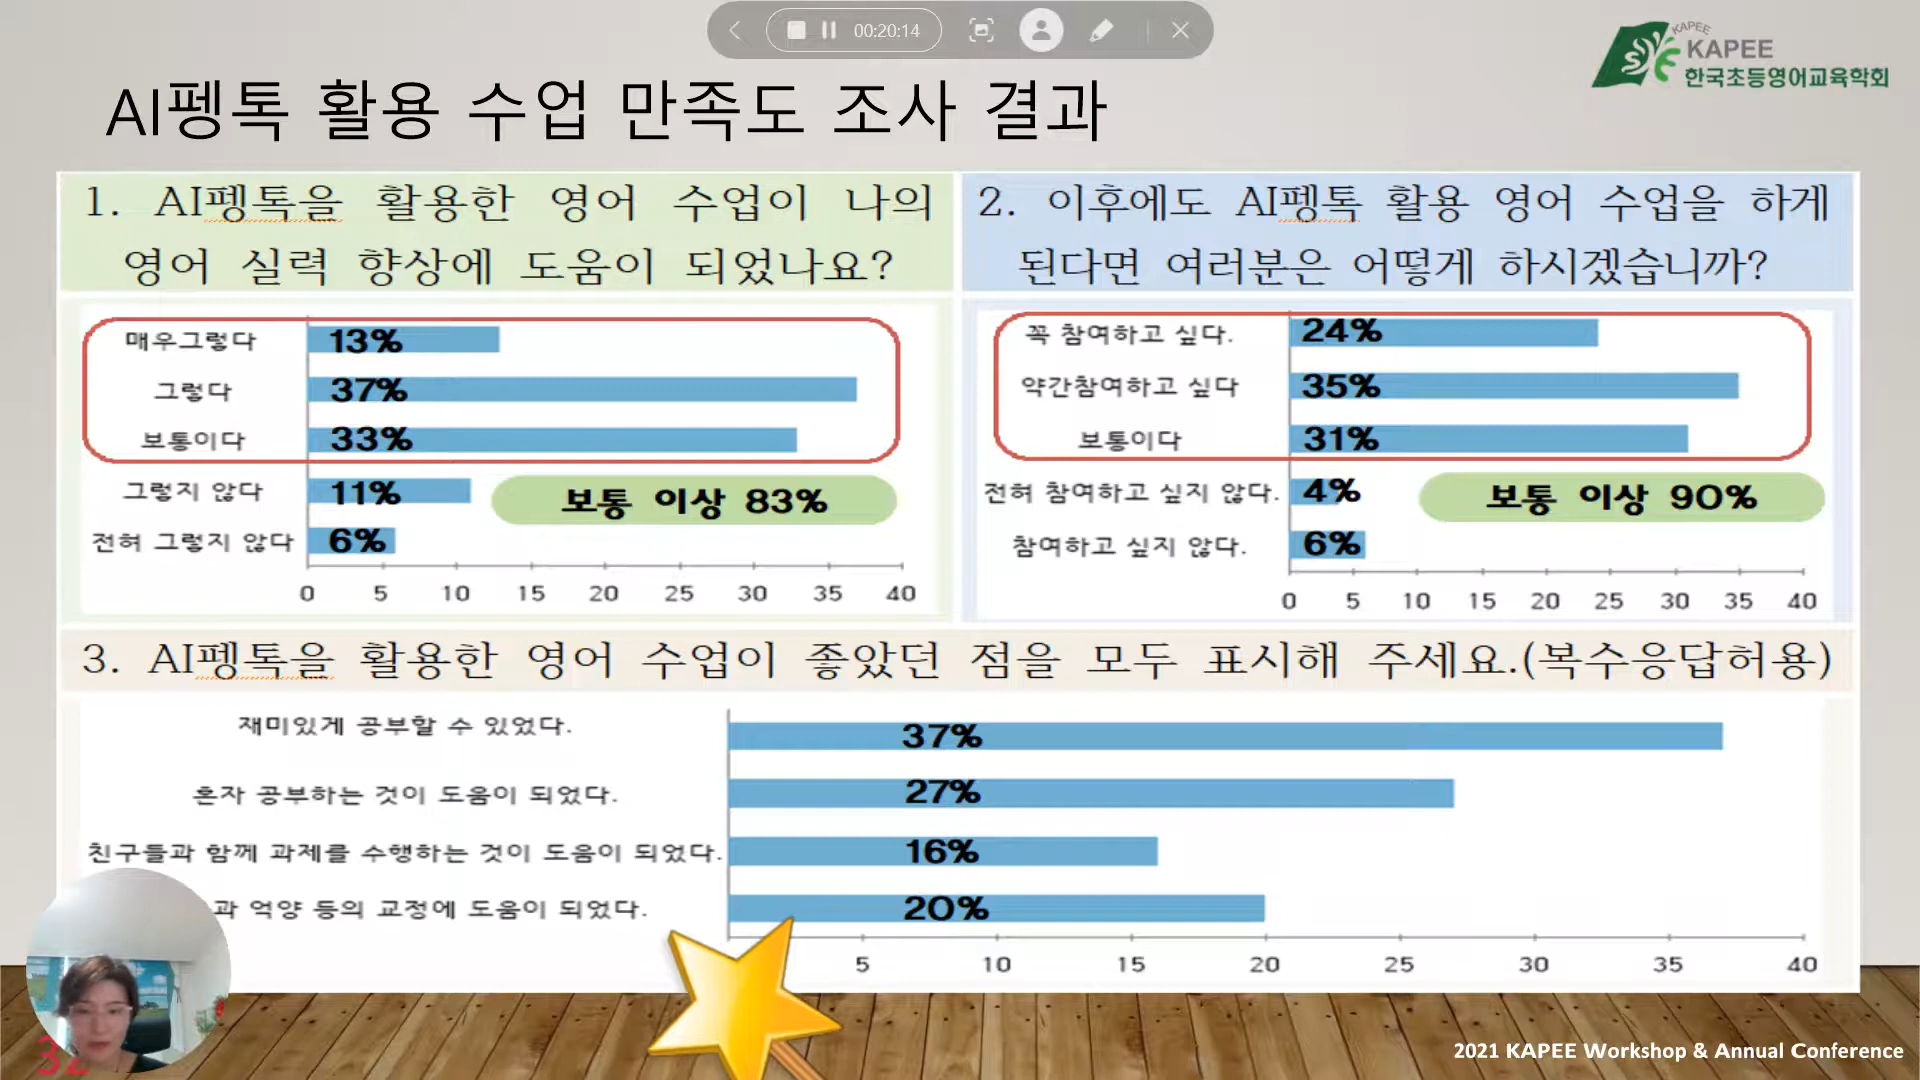 00:20:14
KAPEE
KAPEE
한국초등영어교육학회
AI펭톡 활용 수업 만족도 조사 결과
1. AI펭톡을 활용한 영어 수업이 나의
영어 실력 향상에 도움이 되었나요?
매우그렇다 13%
그렇다 37%
보통이다 33%
그렇지 않다 11%
전혀 그렇지 않다 6%
보통 이상 83%
0 5 10 15 20 25 30 35 40
2. 이후에도 AI펭톡 활용 영어 수업을 하게
된다면 여러분은 어떻게 하시겠습니까?
꼭 참여하고 싶다. 24%
약간참여하고 싶다 35%
보통이다 31%
전혀 참여하고 싶지 않다. 4%
참여하고 싶지 않다. 6%
보통 이상 90%
0 5 10 15 20 25 30 35 40
3. AI펭톡을 활용한 영어 수업이 좋았던 점을 모두 표시해 주세요.(복수응답허용)
재미있게 공부할 수 있었다. 37%
혼자 공부하는 것이 도움이 되었다. 27%
친구들과 함께 과제를 수행하는 것이 도움이 되었다. 16%
과 억양 등의 교정에 도움이 되었다. 20%
5 10 15 20 25 30 35 40
32
2021 KAPEE Workshop & Annual Conference